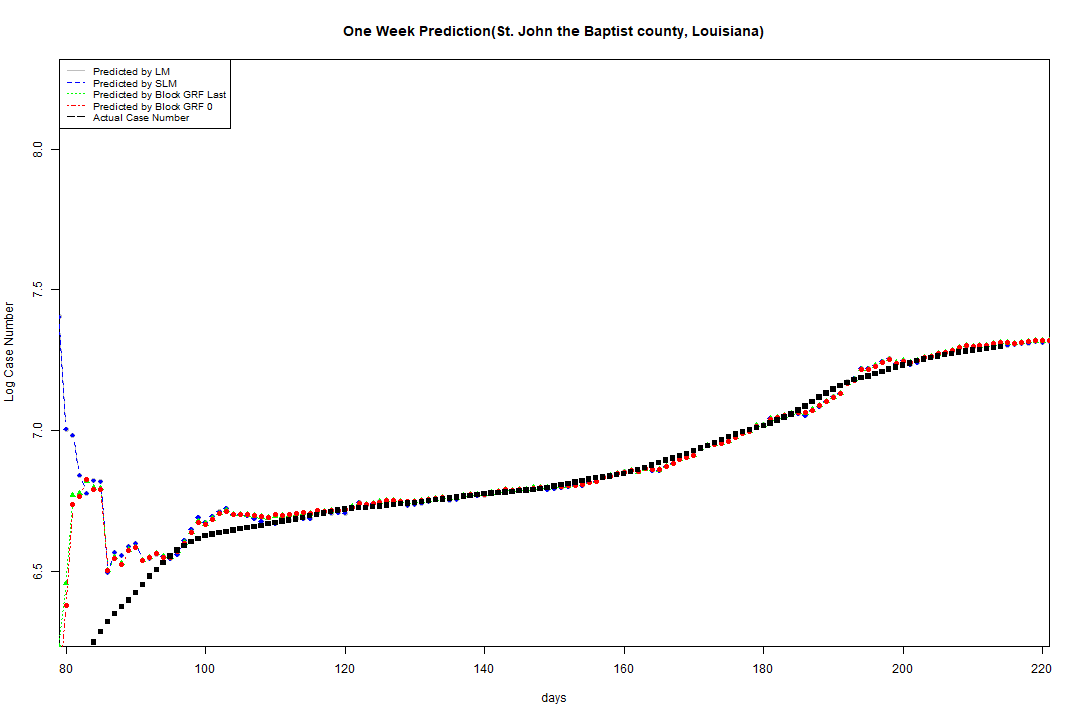 One Week Prediction(St. John the Baptist county, Louisiana)
Predicted by LM
Predicted by SLM
Predicted by Block GRF Last
Predicted by Block GRF 0
Actual Case Number
8.0
7.5
7.0
6.5
Log Case Number
80 100 120 140 160 180 200 220
days